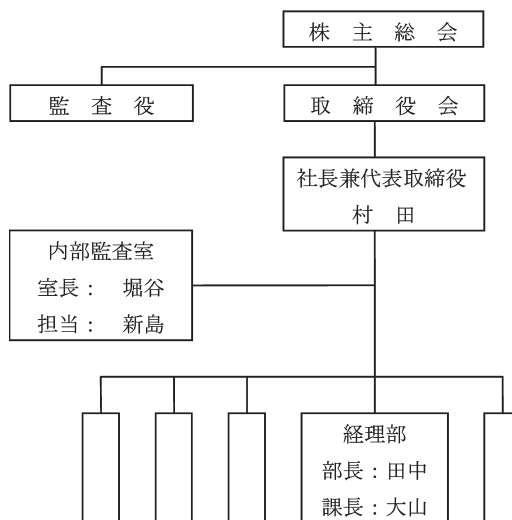 株 主 総 会
監 査 役
取 締 役 会
社長兼代表取締役
村 田
内部監査室
室長： 堀谷
担当： 新島
経理部
部長：田中
課長：大山